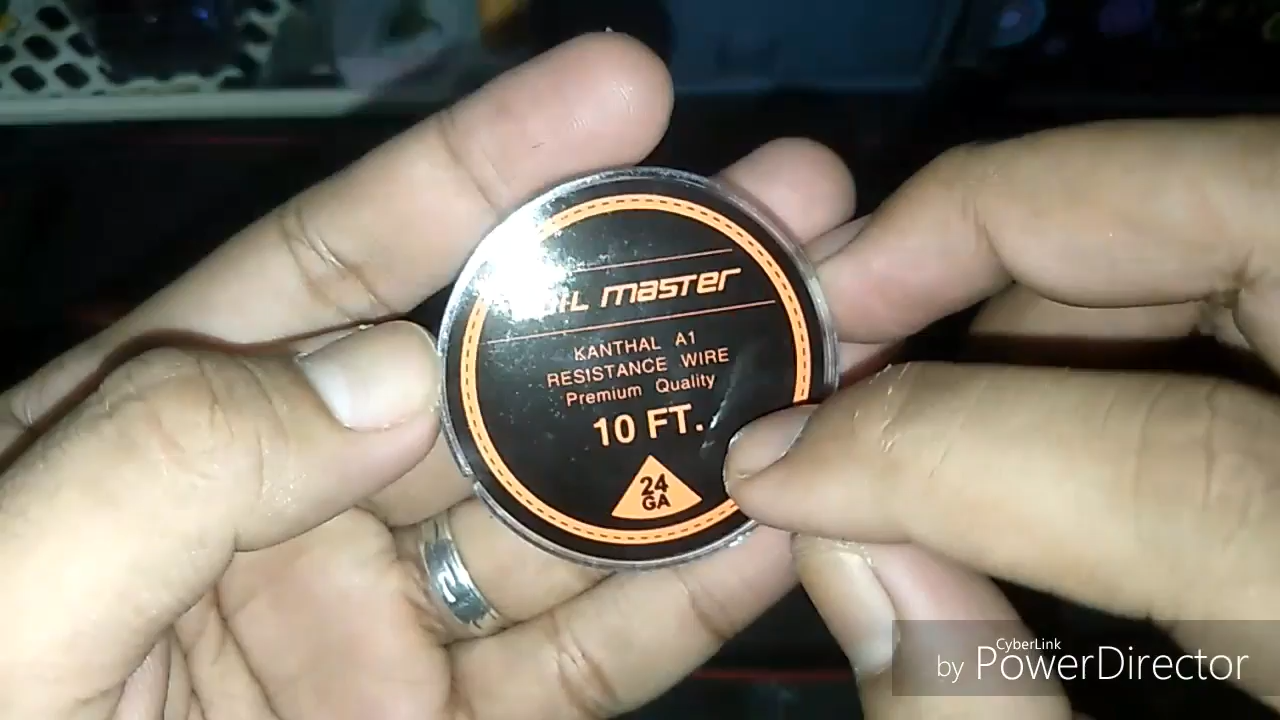 master
KANTHAL A1
RESISTANCE WIRE
Premium Quality
10 FT.
24
GA
CyberLink
by PowerDirector